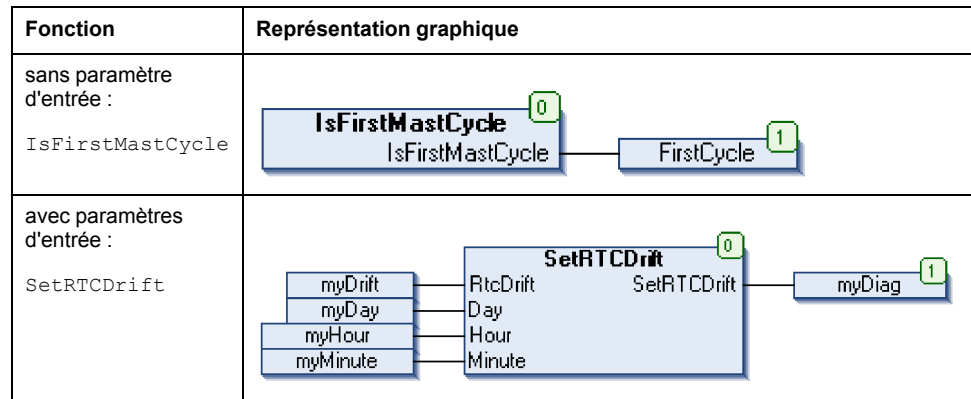 Fonction
Représentation graphique
sans paramètre
d'entrée :
IsFirstMastCycle
0
IsFirstMastCycle
IsFirstMastCycle
1
FirstCycle
avec paramètres
d'entrée :
SetRTCDrift
0
SetRTCDrift
myDrift
RtcDrift
SetRTCDrift
1
myDiag
myDay
Day
myHour
Hour
myMinute
Minute